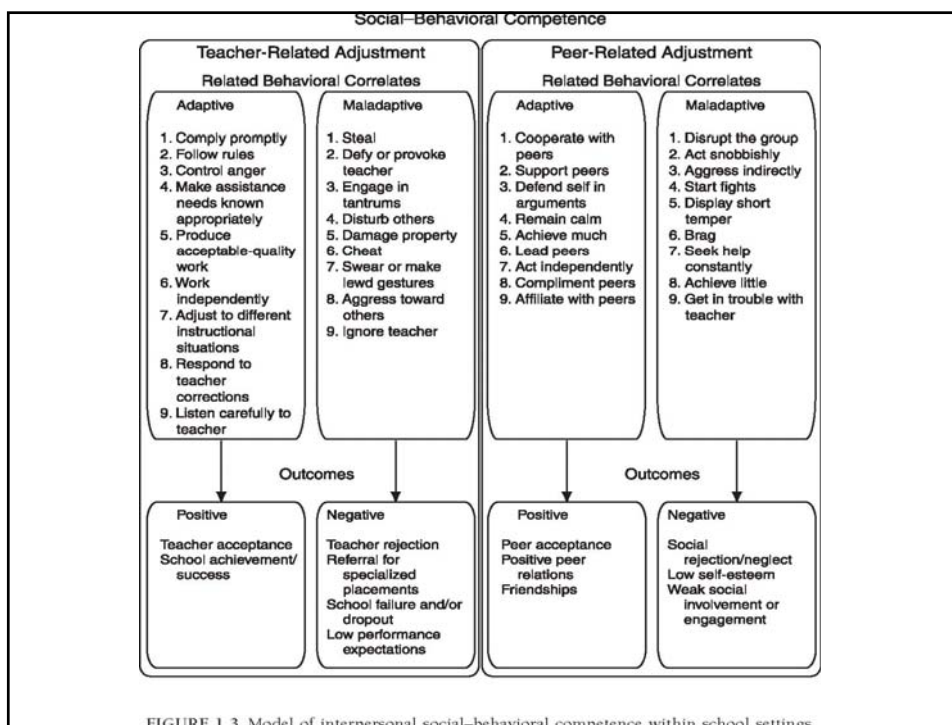 Social–Behavioral Competence
Teacher-Related Adjustment
Related Behavioral Correlates
Adaptive
1. Comply promptly
2. Follow rules
3. Control anger
4. Make assistance
needs known
appropriately
5. Produce
acceptable-quality
work
6. Work
independently
7. Adjust to different
instructional
situations
8. Respond to
teacher
corrections
9. Listen carefully to
teacher
Maladaptive
1. Steal
2. Defy or provoke
teacher
3. Engage in
tantrums
4. Disturb others
5. Damage property
6. Cheat
7. Swear or make
lewd gestures
8. Aggress toward
others
9. Ignore teacher
Outcomes
Positive
Teacher acceptance
School achievement/
success
Negative
Teacher rejection
Referral for
specialized
placements
School failure and/or
dropout
Low performance
expectations
Peer-Related Adjustment
Related Behavioral Correlates
Adaptive
1. Cooperate with
peers
2. Support peers
3. Defend self in
arguments
4. Remain calm
5. Achieve much
6. Lead peers
7. Act independently
8. Compliment peers
9. Affiliate with peers
Maladaptive
1. Disrupt the group
2. Act snobbishly
3. Aggress indirectly
4. Start fights
5. Display short
temper
6. Brag
7. Seek help
constantly
8. Achieve little
9. Get in trouble with
teacher
Outcomes
Positive
Peer acceptance
Positive peer
relations
Friendships
Negative
Social
rejection/neglect
Low self-esteem
Weak social
involvement or
engagement
FIGURE 1.3. Model of interpersonal social–behavioral competence within school settings